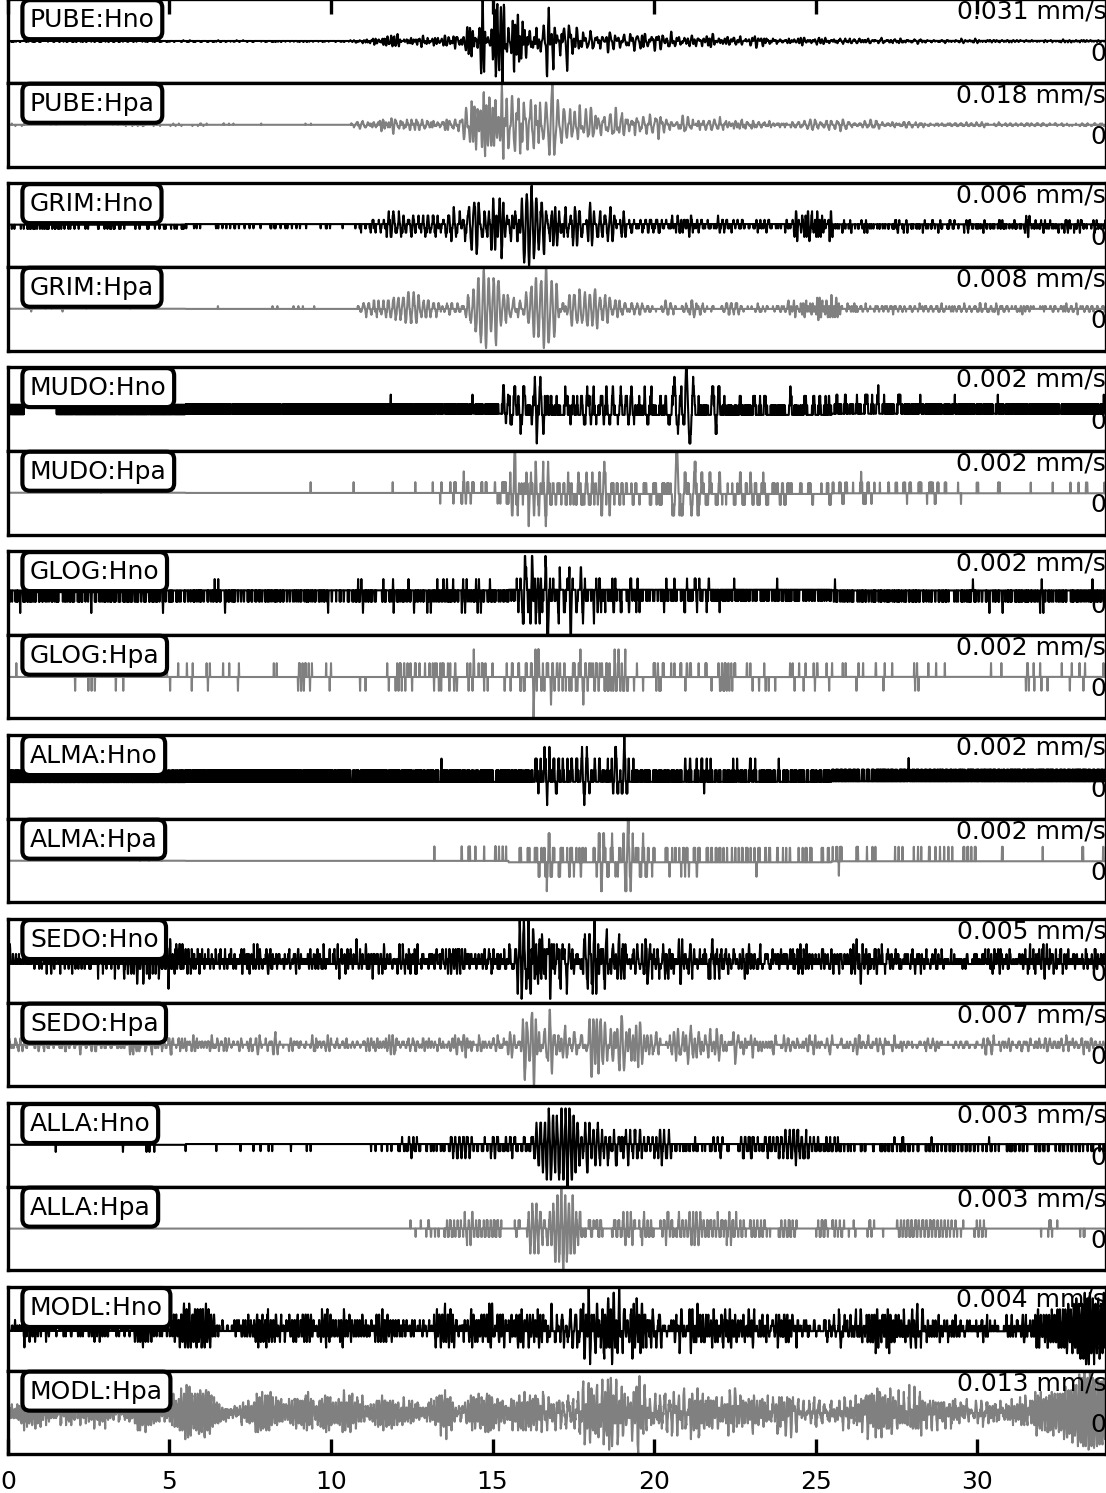 PUBE:Hno 0.031 mm/s
0
PUBE:Hpa 0.018 mm/s
0
GRIM:Hno 0.006 mm/s
0
GRIM:Hpa 0.008 mm/s
0
MUDO:Hno 0.002 mm/s
0
MUDO:Hpa 0.002 mm/s
0
GLOG:Hno 0.002 mm/s
0
GLOG:Hpa 0.002 mm/s
0
ALMA:Hno 0.002 mm/s
0
ALMA:Hpa 0.002 mm/s
0
SEDO:Hno 0.005 mm/s
0
SEDO:Hpa 0.007 mm/s
0
ALLA:Hno 0.003 mm/s
0
ALLA:Hpa 0.003 mm/s
0
MODL:Hno 0.004 mm/s
0
MODL:Hpa 0.013 mm/s
0
0 5 10 15 20 25 30